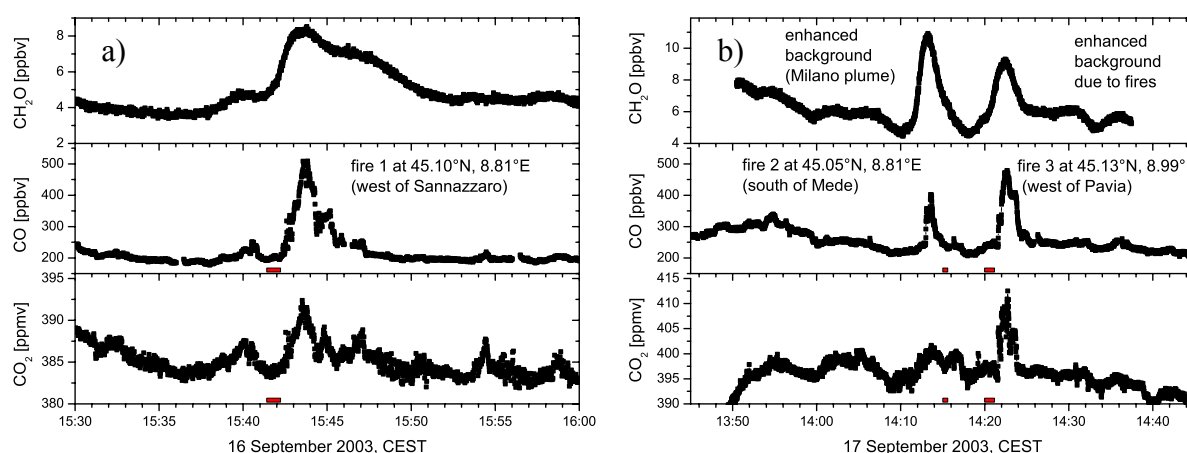 a)
CH2O [ppbv]
8
6
4
2
CO [ppbv]
500
400
300
200
fire 1 at 45.10°N, 8.81°E
(west of Sannazzaro)
CO2 [ppmv]
395
390
385
380
15:30 15:35 15:40 15:45 15:50 15:55 16:00
16 September 2003, CEST
b)
CH2O [ppbv]
10
8
6
4
enhanced
background
(Milano plume)
enhanced
background
due to fires
CO [ppbv]
500
400
300
200
fire 2 at 45.05°N, 8.81°E
(south of Mede)
fire 3 at 45.13°N, 8.99°
(west of Pavia)
CO2 [ppmv]
415
410
405
400
395
390
13:50 14:00 14:10 14:20 14:30 14:40
17 September 2003, CEST